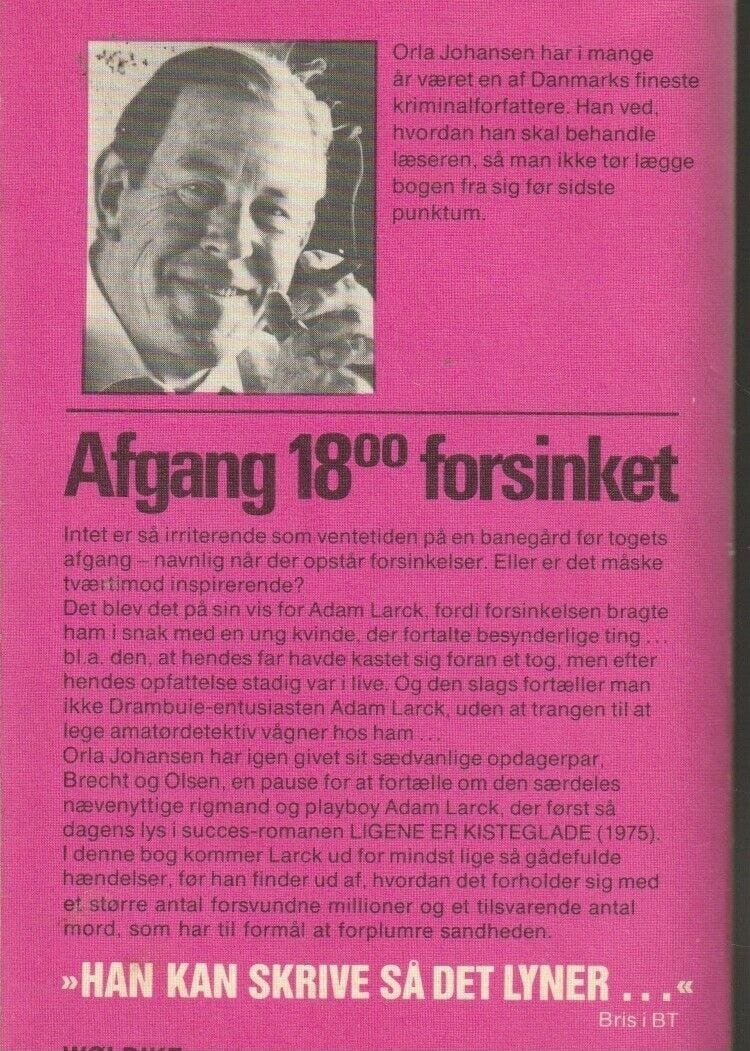 Orla Johansen har i mange
år været en af Danmarks fineste
kriminalforfattere. Han ved,
hvordan han skal behandle
læseren, så man ikke tør lægge
bogen fra sig før sidste
punktum.
Afgang 18⁰⁰ forsinket
Intet er så irriterende som ventetiden på en banegård før togets
afgang – navnlig når der opstår forsinkelser. Eller er det måske
tværtimod inspirerende?
Det blev det på sin vis for Adam Larck, fordi forsinkelsen bragte
ham i snak med en ung kvinde, der fortalte besynderlige ting ...
bl.a. den, at hendes far havde kastet sig foran et tog, men efter
hendes opfattelse stadig var i live. Og den slags fortæller man
ikke Drambuie-entusiasten Adam Larck, uden at trangen til at
lege amatørdetektiv vågner hos ham ...
Orla Johansen har igen givet sit sædvanlige opdagerpar,
Brecht og Olsen, en pause for at fortælle om den særdeles
nævenyttige rigmand og playboy Adam Larck, der først så
dagens lys i succes-romanen LIGENE ER KISTEGLADE (1975).
I denne bog kommer Larck ud for mindst lige så gådefulde
hændelser, før han finder ud af, hvordan det forholder sig med
et større antal forsvundne millioner og et tilsvarende antal
mord, som har til formål at forplumre sandheden.
»HAN KAN SKRIVE SÅ DET LYNER ...«
Bris i BT